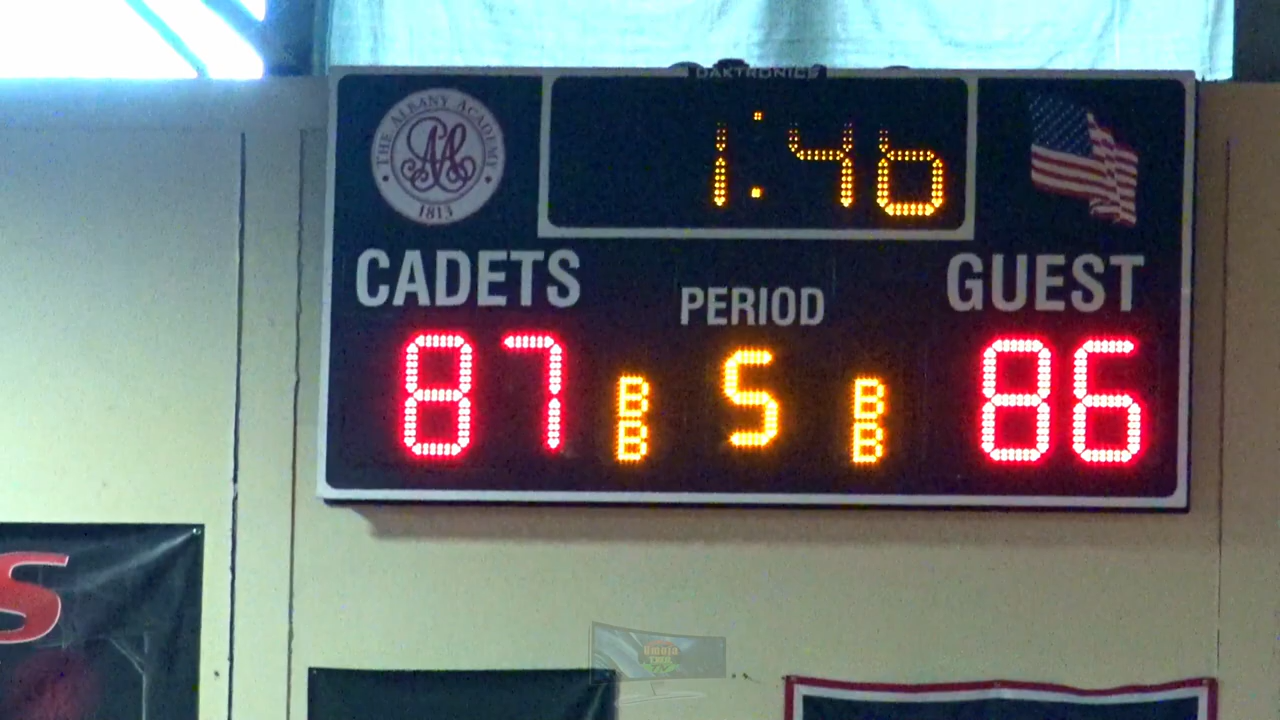 DAKTRONICS
THE ALBANY ACADEMY
1813
1:46
CADETS
PERIOD
GUEST
87
B
B
5
B
B
86
S